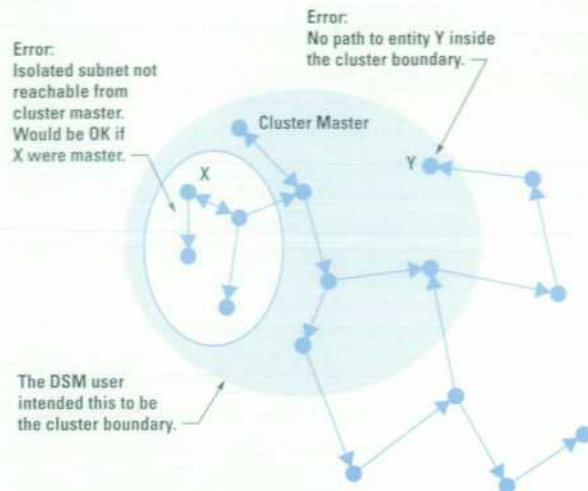 Error:
No path to entity Y inside
the cluster boundary.
Error:
Isolated subnet not
reachable from
cluster master.
Would be OK if
X were master.
Cluster Master
X
Y
The DSM user
intended this to be
the cluster boundary.